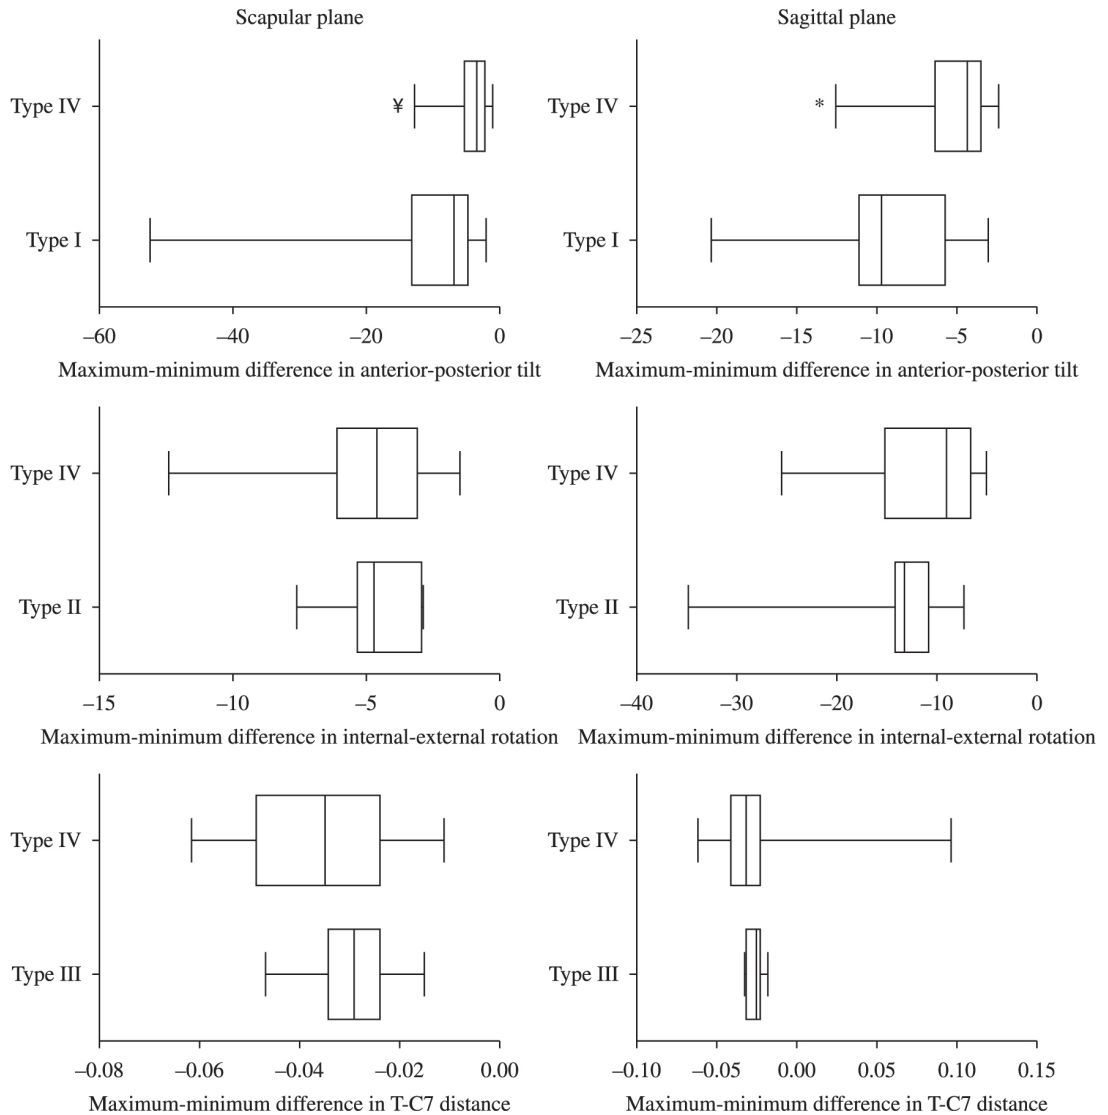 Scapular plane
Sagittal plane
Type IV
¥
Type I
–60 –40 –20 0
Maximum-minimum difference in anterior-posterior tilt
Type IV
*
Type I
–25 –20 –15 –10 –5 0
Maximum-minimum difference in anterior-posterior tilt
Type IV
Type II
–15 –10 –5 0
Maximum-minimum difference in internal-external rotation
Type IV
Type II
–40 –30 –20 –10 0
Maximum-minimum difference in internal-external rotation
Type IV
Type III
–0.08 –0.06 –0.04 –0.02 0.00
Maximum-minimum difference in T-C7 distance
Type IV
Type III
–0.10 –0.05 0.00 0.05 0.10 0.15
Maximum-minimum difference in T-C7 distance